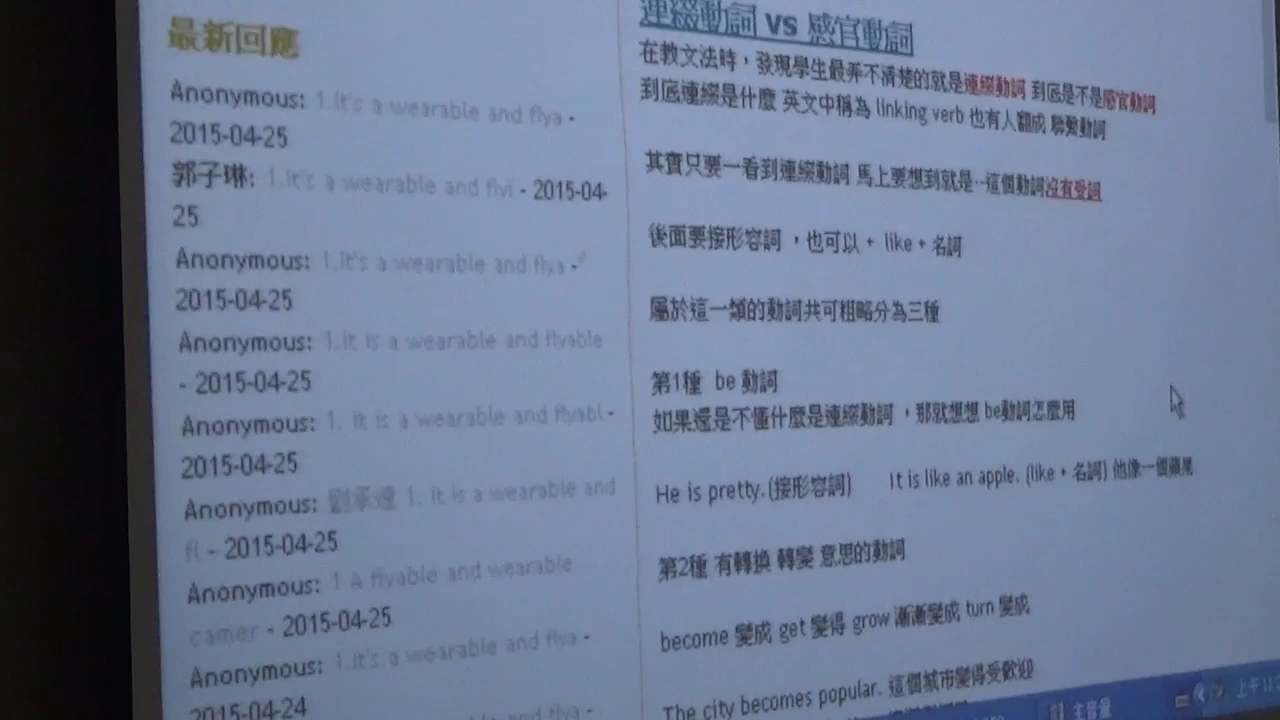 最新回應
Anonymous: 1.It's a wearable and flya -
2015-04-25
郭子琳: 1.It's a wearable and flyi - 2015-04-
25
Anonymous: 1.It's a wearable and flya -
2015-04-25
Anonymous: 1.It is a wearable and flyable
- 2015-04-25
Anonymous: 1. It is a wearable and flyabl -
2015-04-25
Anonymous: 劉承達 1. It is a wearable and
fl - 2015-04-25
Anonymous: 1 A flyable and wearable
camer - 2015-04-25
Anonymous: 1.It's a wearable and flya -
2015-04-24
連綴動詞 vs 感官動詞
在教文法時，發現學生最弄不清楚的就是連綴動詞 到底是不是感官動詞
到底連綴是什麼 英文中稱為 linking verb 也有人翻成 聯繫動詞
其實只要一看到連綴動詞 馬上要想到就是--這個動詞沒有受詞
後面要接形容詞 ，也可以 + like + 名詞
屬於這一類的動詞共可粗略分為三種
第1種 be 動詞
如果還是不懂什麼是連綴動詞 ，那就想想 be動詞怎麼用
He is pretty.(接形容詞) It is like an apple. (like + 名詞) 他像一個蘋果
第2種 有轉換 轉變 意思的動詞
become 變成 get 變得 grow 漸漸變成 turn 變成
The city becomes popular. 這個城市變得受歡迎
主音量
上午